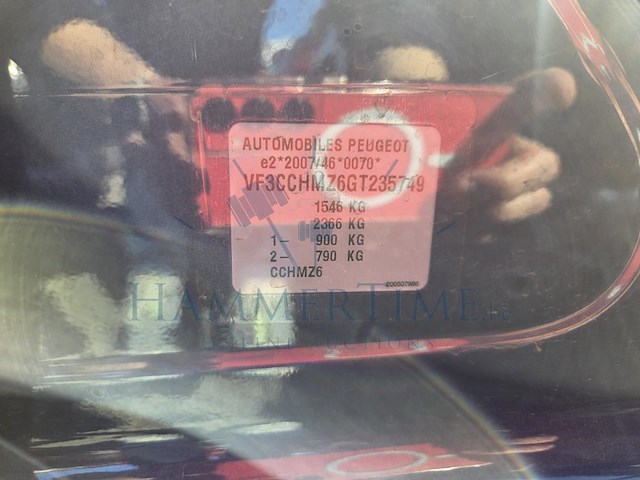 AUTOMOBILES PEUGEOT
e2*2007/46*0070*
VF3CCHMZ6GT235749
1546 KG
2366 KG
1– 900 KG
2– 790 KG
CCHMZ6
HAMMERTIME